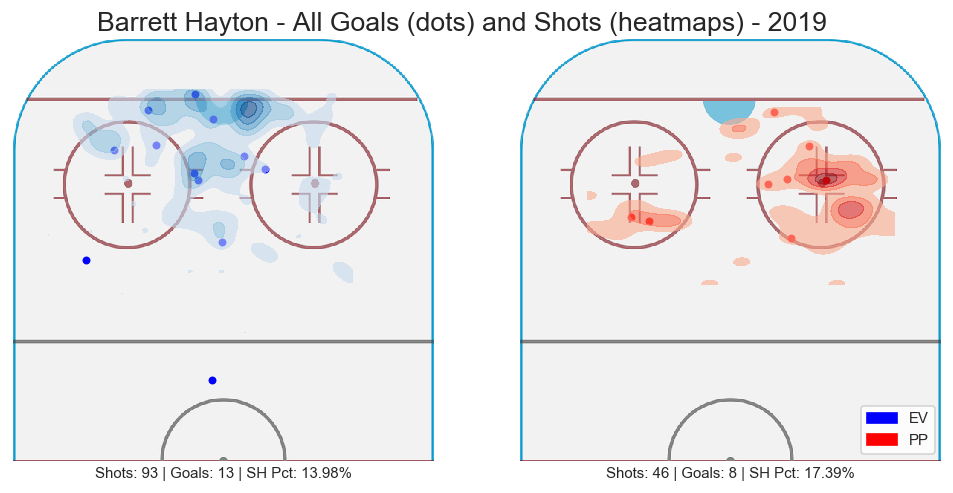 Barrett Hayton - All Goals (dots) and Shots (heatmaps) - 2019
EV
PP
Shots: 93 | Goals: 13 | SH Pct: 13.98%
Shots: 46 | Goals: 8 | SH Pct: 17.39%